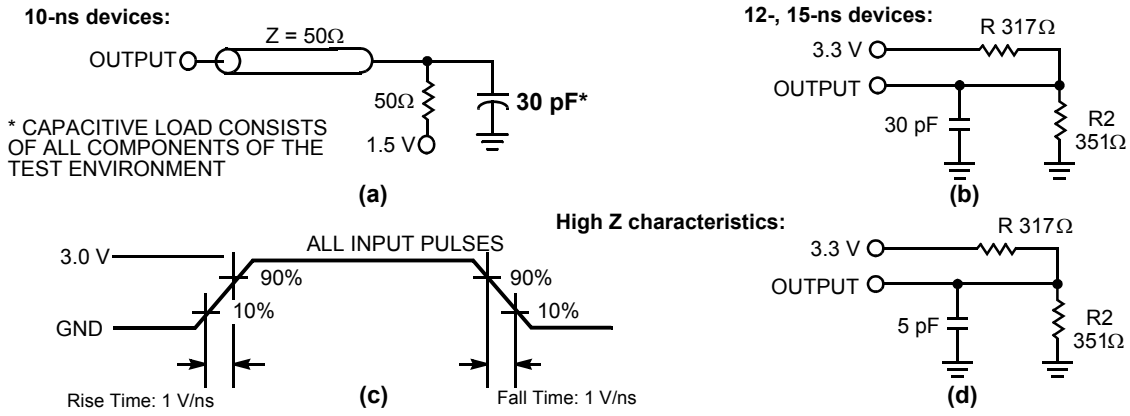 10-ns devices:
Z = 50Ω
OUTPUT
50Ω
30 pF*
1.5 V
* CAPACITIVE LOAD CONSISTS
OF ALL COMPONENTS OF THE
TEST ENVIRONMENT
(a)
12-, 15-ns devices:
R 317Ω
3.3 V
OUTPUT
30 pF
R2
351Ω
(b)
3.0 V
ALL INPUT PULSES
90%
90%
10%
10%
GND
Rise Time: 1 V/ns
(c)
Fall Time: 1 V/ns
High Z characteristics:
R 317Ω
3.3 V
OUTPUT
5 pF
R2
351Ω
(d)